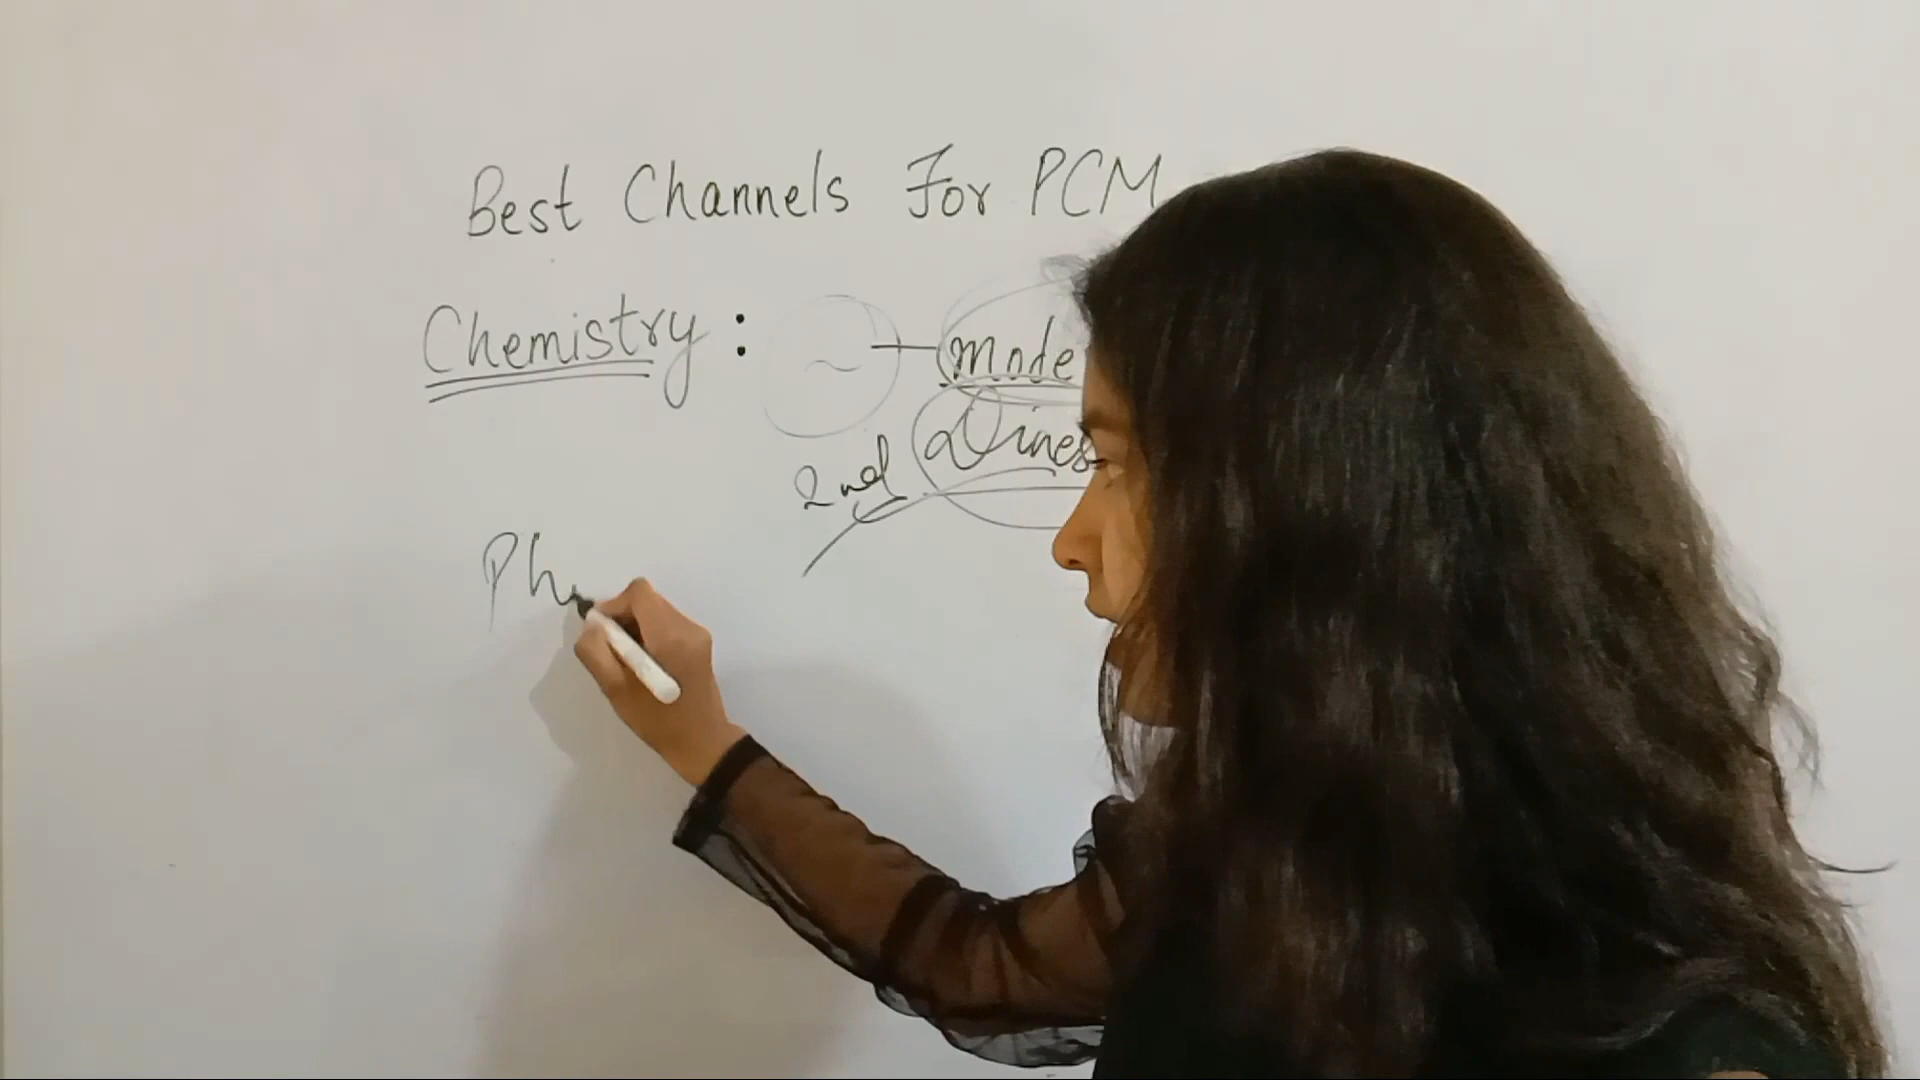 Best Channels For PCM
Chemistry :
mode
2nd Dines
Ph